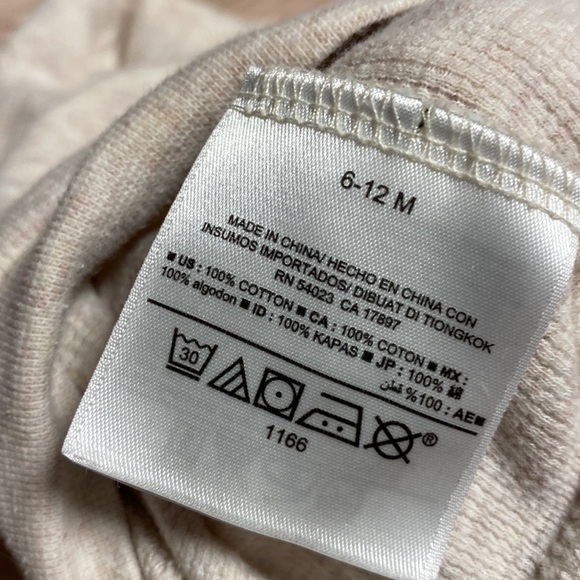 6-12 M
MADE IN CHINA/ HECHO EN CHINA CON
INSUMOS IMPORTADOS/ DIBUAT DI TIONGKOK
RN 54023 CA 17897
■ US : 100% COTTON ■ CA : 100% COTON ■ MX :
100% algodon ■ ID : 100% KAPAS ■ JP : 100% 綿
■ AE : 100% قطن
30
1166
®